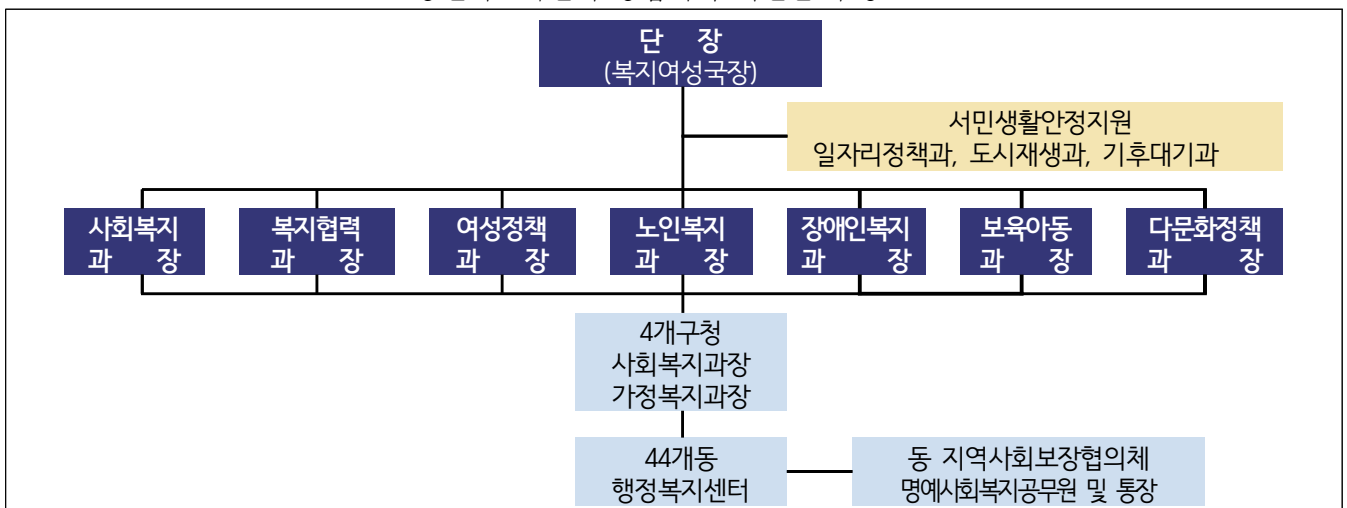 단 장
(복지여성국장)
서민생활안정지원
일자리정책과, 도시재생과, 기후대기과
사회복지
과 장
복지협력
과 장
여성정책
과 장
노인복지
과 장
장애인복지
과 장
보육아동
과 장
다문화정책
과 장
4개구청
사회복지과장
가정복지과장
44개동
행정복지센터
동 지역사회보장협의체
명예사회복지공무원 및 통장